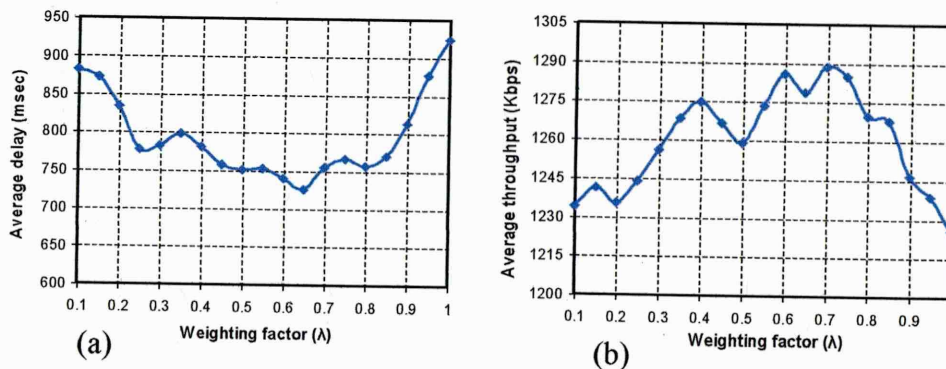 950
900
850
800
750
700
650
600
Average delay (msec)
0.1 0.2 0.3 0.4 0.5 0.6 0.7 0.8 0.9 1
Weighting factor (λ)
(a)
1305
1290
1275
1260
1245
1230
1215
1200
Average throughput (Kbps)
0.1 0.2 0.3 0.4 0.5 0.6 0.7 0.8 0.9
Weighting factor (λ)
(b)